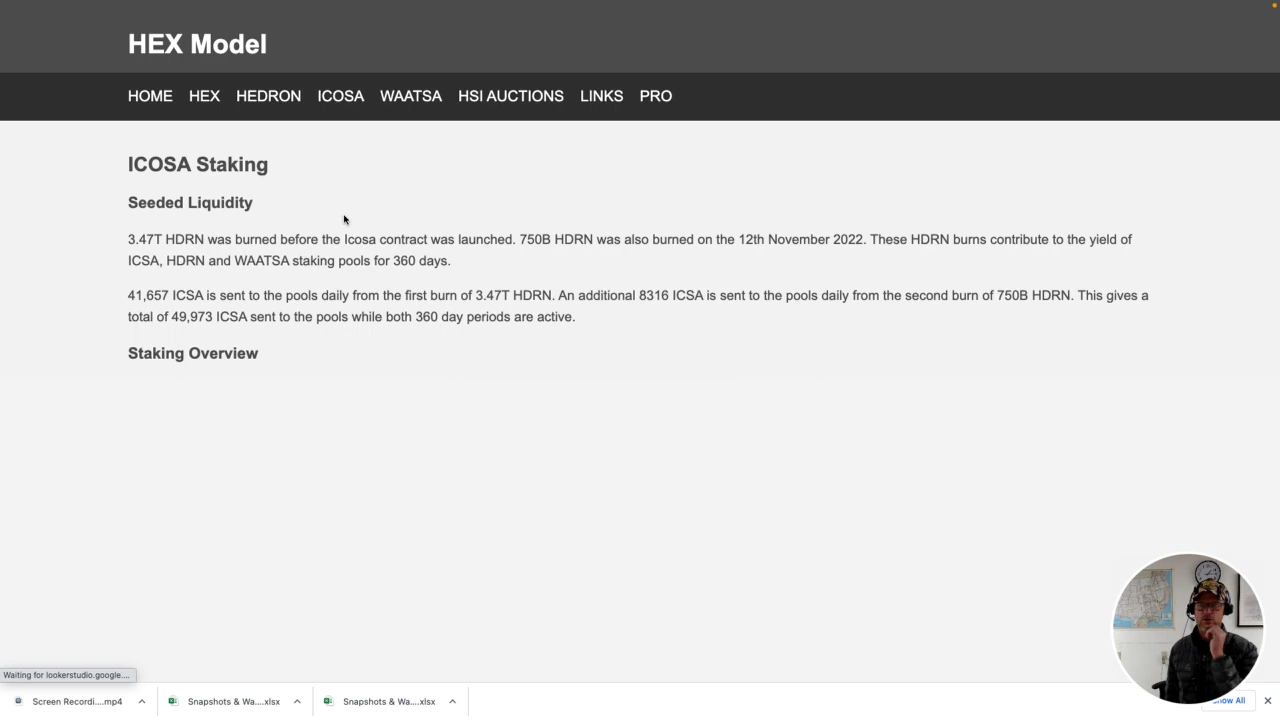 HEX Model
HOME HEX HEDRON ICOSA WAATSA HSI AUCTIONS LINKS PRO
ICOSA Staking
Seeded Liquidity
3.47T HDRN was burned before the Icosa contract was launched. 750B HDRN was also burned on the 12th November 2022. These HDRN burns contribute to the yield of
ICSA, HDRN and WAATSA staking pools for 360 days.
41,657 ICSA is sent to the pools daily from the first burn of 3.47T HDRN. An additional 8316 ICSA is sent to the pools daily from the second burn of 750B HDRN. This gives a
total of 49,973 ICSA sent to the pools while both 360 day periods are active.
Staking Overview
Waiting for lookerstudio.google....
Screen Recordi....mp4 Snapshots & Wa....xlsx Snapshots & Wa....xlsx Show All